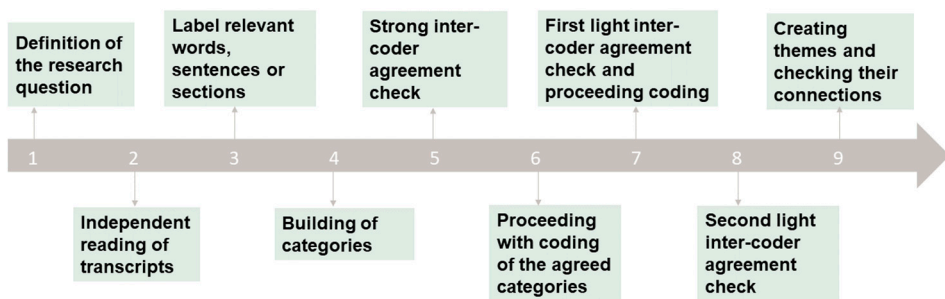 Definition of
the research
question
Label relevant
words,
sentences or
sections
Strong inter-
coder
agreement
check
First light inter-
coder agreement
check and
proceeding coding
Creating
themes and
checking their
connections
1 2 3 4 5 6 7 8 9
Independent
reading of
transcripts
Building of
categories
Proceeding
with coding
of the agreed
categories
Second light
inter-coder
agreement
check